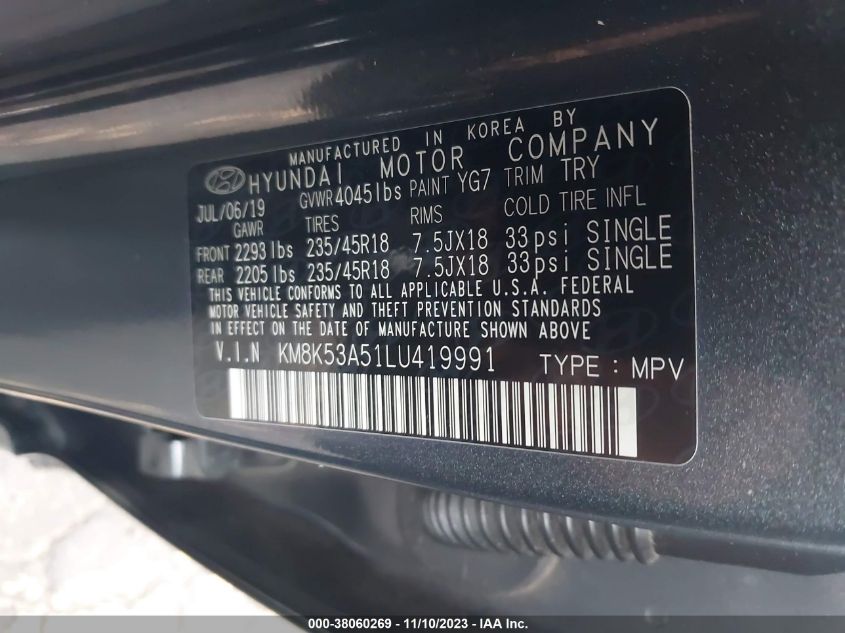 MANUFACTURED IN KOREA BY
HYUNDAI MOTOR COMPANY
JUL/06/19 GVWR 4045lbs PAINT YG7 TRIM TRY
GAWR TIRES RIMS COLD TIRE INFL
FRONT 2293 lbs 235/45R18 7.5JX18 33psi SINGLE
REAR 2205 lbs 235/45R18 7.5JX18 33psi SINGLE
THIS VEHICLE CONFORMS TO ALL APPLICABLE U.S.A. FEDERAL
MOTOR VEHICLE SAFETY AND THEFT PREVENTION STANDARDS
IN EFFECT ON THE DATE OF MANUFACTURE SHOWN ABOVE
V.I.N KM8K53A51LU419991 TYPE : MPV
000-38060269 - 11/10/2023 - IAA Inc.